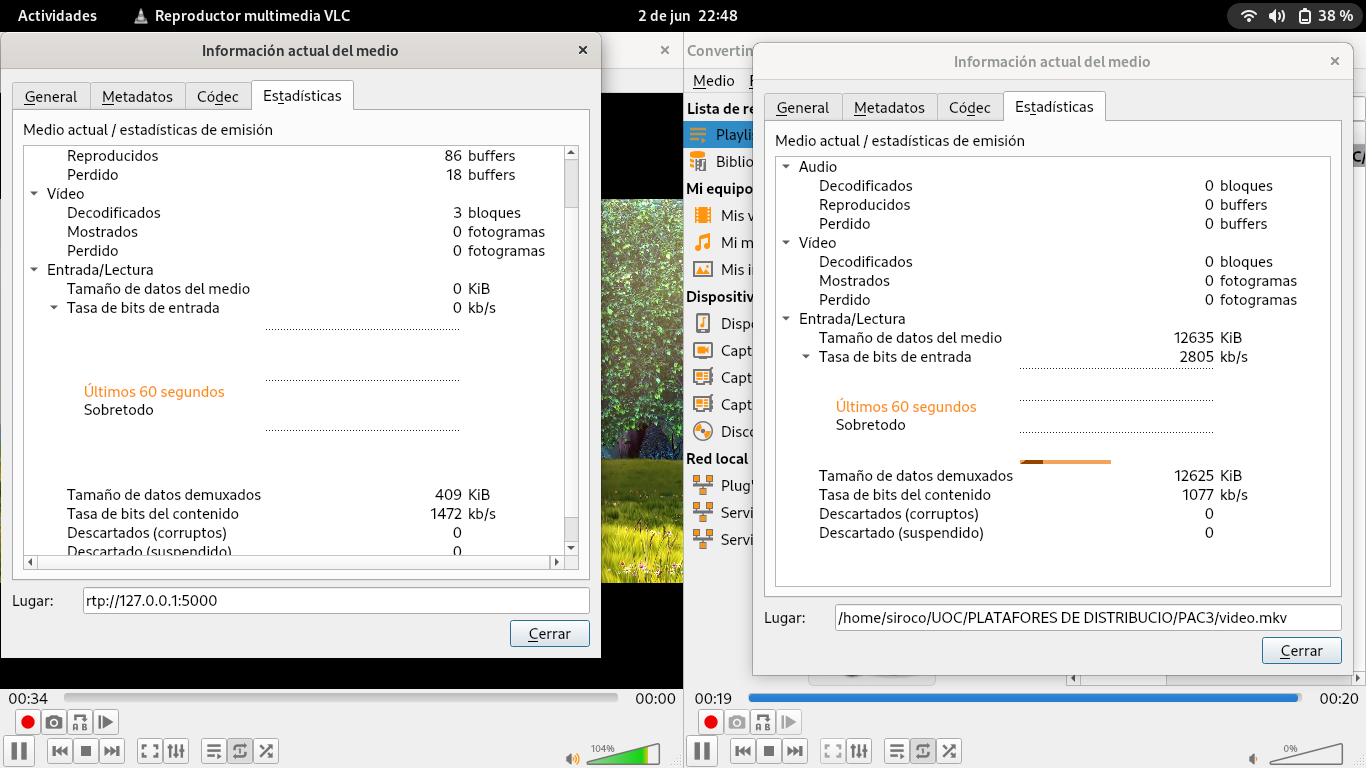 Actividades
Reproductor multimedia VLC
2 de jun 22:48
38 %
Información actual del medio
General
Metadatos
Códec
Estadísticas
Medio actual / estadísticas de emisión
Reproducidos 86 buffers
Perdido 18 buffers
Vídeo
Decodificados 3 bloques
Mostrados 0 fotogramas
Perdido 0 fotogramas
Entrada/Lectura
Tamaño de datos del medio 0 KiB
Tasa de bits de entrada 0 kb/s
Últimos 60 segundos
Sobretodo
Tamaño de datos demuxados 409 KiB
Tasa de bits del contenido 1472 kb/s
Descartados (corruptos) 0
Descartado (suspendido) 0
Lugar: rtp://127.0.0.1:5000
Cerrar
00:34
00:00
104%
Convertin
Medio
Lista de re
Playlis
Biblio
Mi equipo
Mis v
Mi m
Mis i
Dispositiv
Dispo
Capt
Capt
Capt
Disco
Red local
Plug'
Servi
Servi
Información actual del medio
General
Metadatos
Códec
Estadísticas
Medio actual / estadísticas de emisión
Audio
Decodificados 0 bloques
Reproducidos 0 buffers
Perdido 0 buffers
Vídeo
Decodificados 0 bloques
Mostrados 0 fotogramas
Perdido 0 fotogramas
Entrada/Lectura
Tamaño de datos del medio 12635 KiB
Tasa de bits de entrada 2805 kb/s
Últimos 60 segundos
Sobretodo
Tamaño de datos demuxados 12625 KiB
Tasa de bits del contenido 1077 kb/s
Descartados (corruptos) 0
Descartado (suspendido) 0
Lugar: /home/siroco/UOC/PLATAFORES DE DISTRIBUCIO/PAC3/video.mkv
Cerrar
00:19
00:20
0%